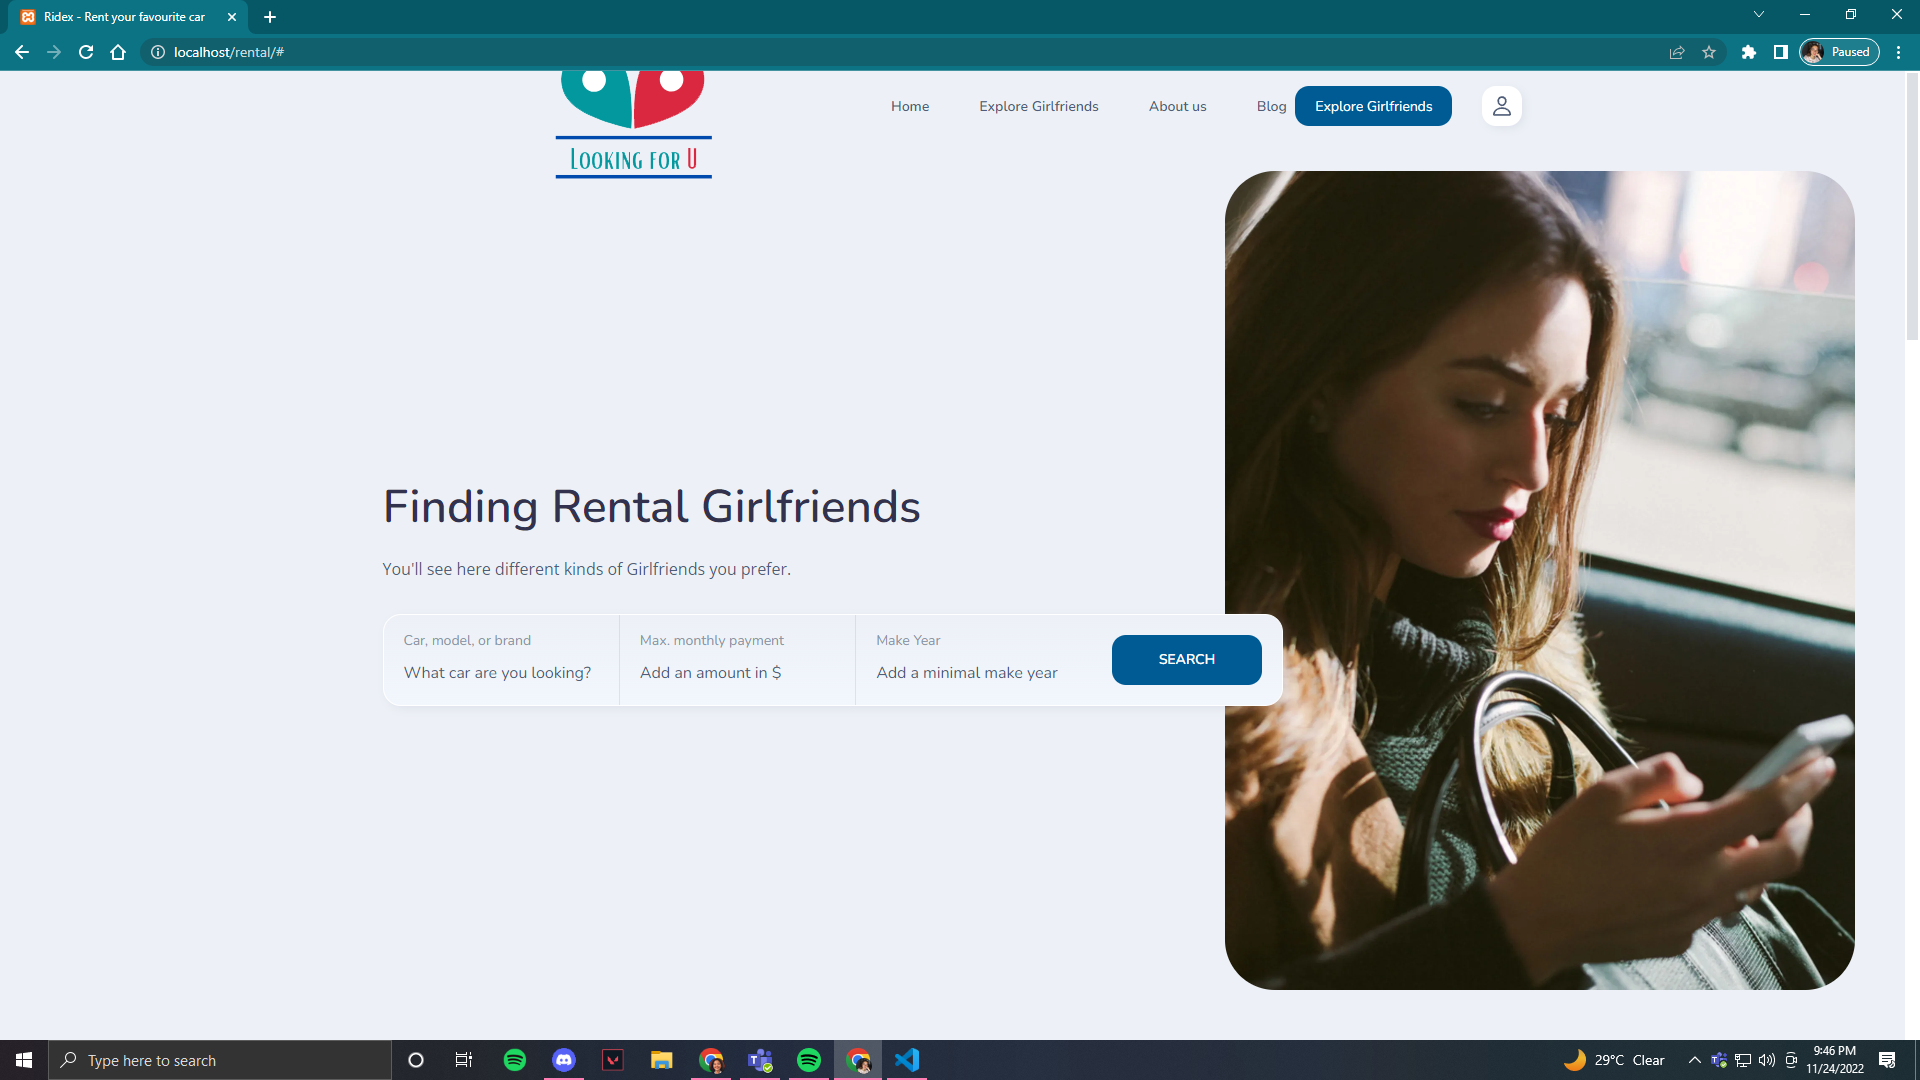 Ridex - Rent your favourite car
localhost/rental/#
Paused
Home
Explore Girlfriends
About us
Blog
Explore Girlfriends
LOOKING FOR U
Finding Rental Girlfriends
You'll see here different kinds of Girlfriends you prefer.
Car, model, or brand
What car are you looking?
Max. monthly payment
Add an amount in $
Make Year
Add a minimal make year
SEARCH
Type here to search
29°C Clear
9:46 PM
11/24/2022